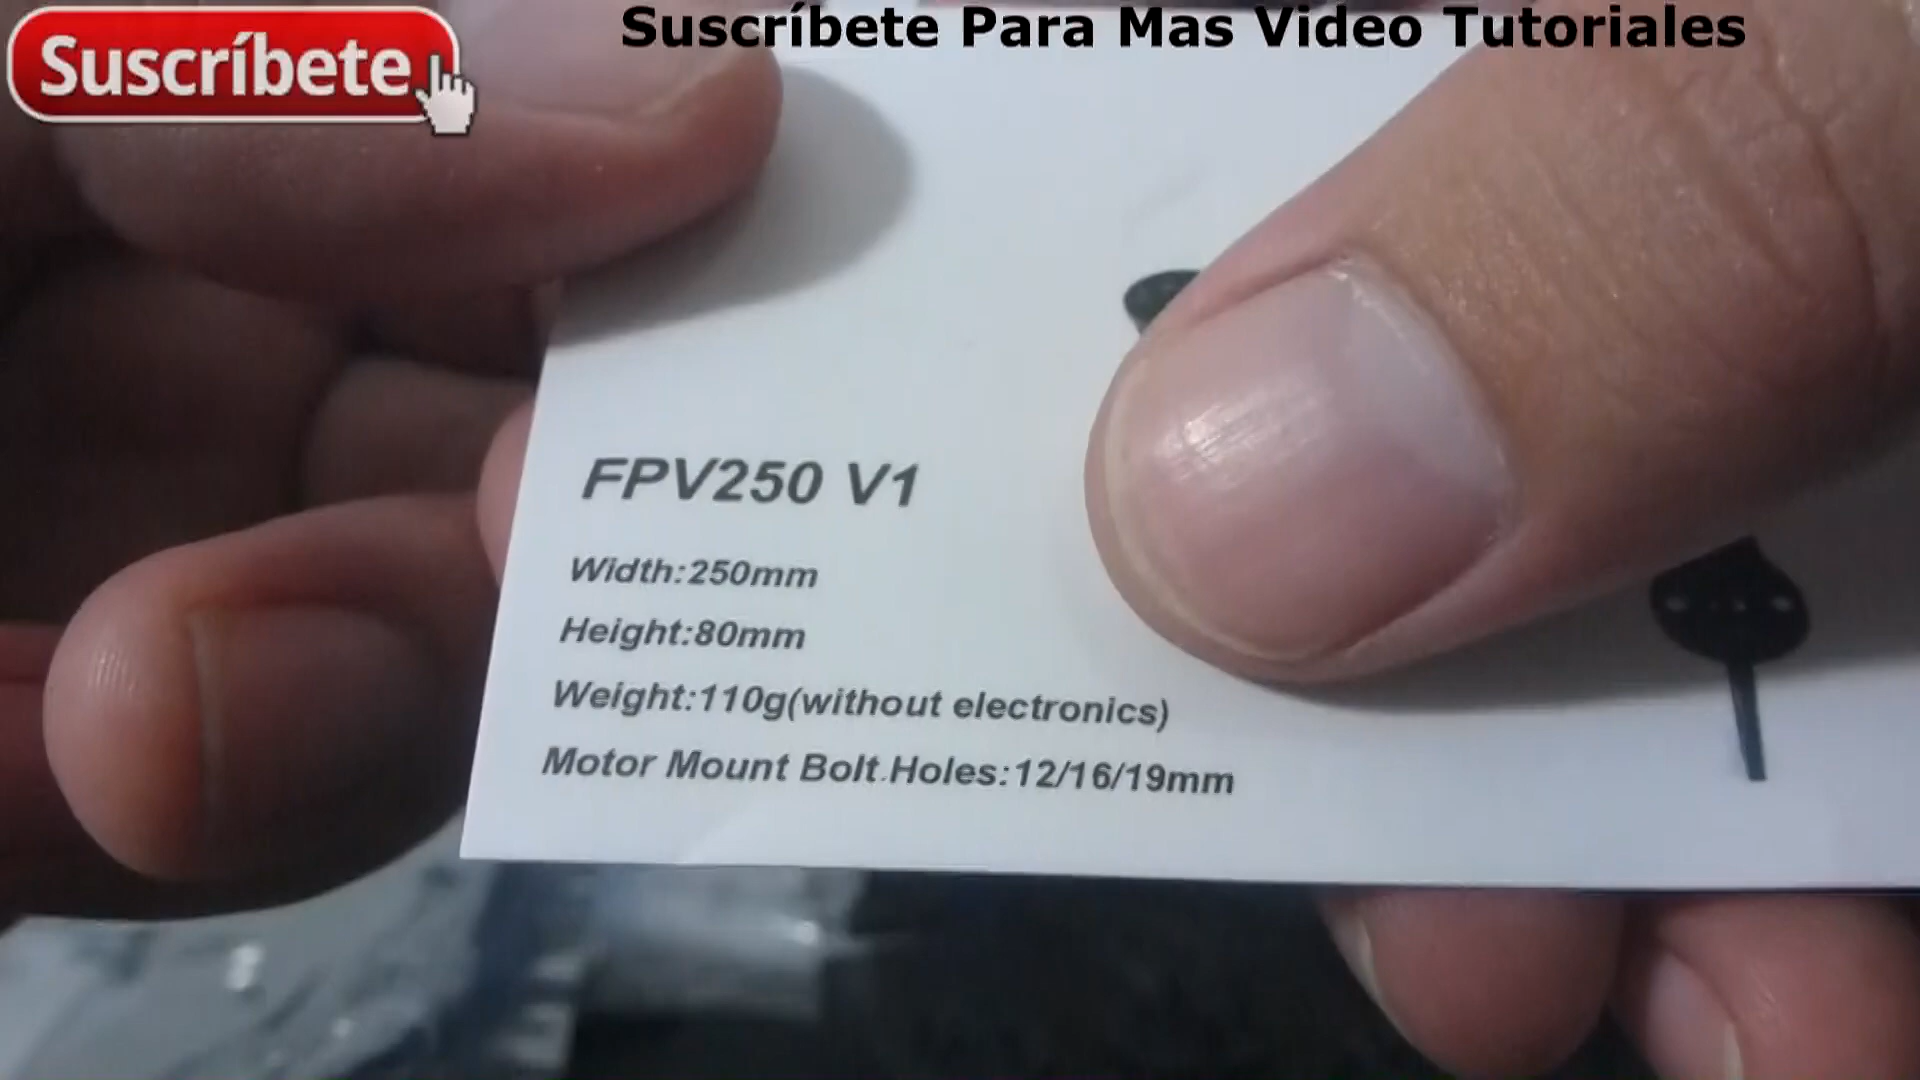 Suscríbete
Suscríbete Para Mas Video Tutoriales
FPV250 V1
Width:250mm
Height:80mm
Weight:110g(without electronics)
Motor Mount Bolt Holes:12/16/19mm